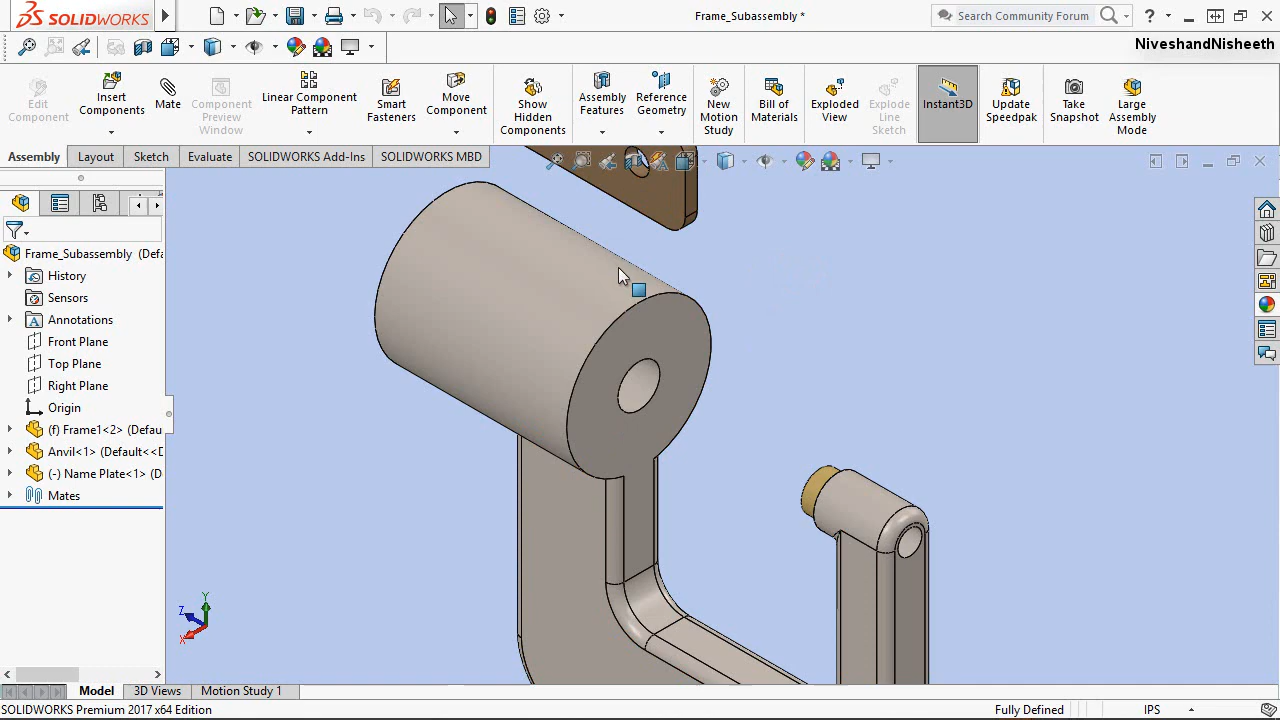 SOLIDWORKS
Frame_Subassembly
Search Community Forum
?
NiveshandNisheeth
Edit Component
Insert Components
Mate
Component Preview Window
Linear Component Pattern
Smart Fasteners
Move Component
Show Hidden Components
Assembly Features
Reference Geometry
New Motion Study
Bill of Materials
Exploded View
Explode Line Sketch
Instant3D
Update Speedpak
Take Snapshot
Large Assembly Mode
Assembly
Layout
Sketch
Evaluate
SOLIDWORKS Add-Ins
SOLIDWORKS MBD
Frame_Subassembly (Defa
History
Sensors
Annotations
Front Plane
Top Plane
Right Plane
Origin
(f) Frame1<2> (Defau
Anvil<1> (Default<<D
(-) Name Plate<1> (D
Mates
Y
Z
X
Model
3D Views
Motion Study 1
SOLIDWORKS Premium 2017 x64 Edition
Fully Defined
IPS